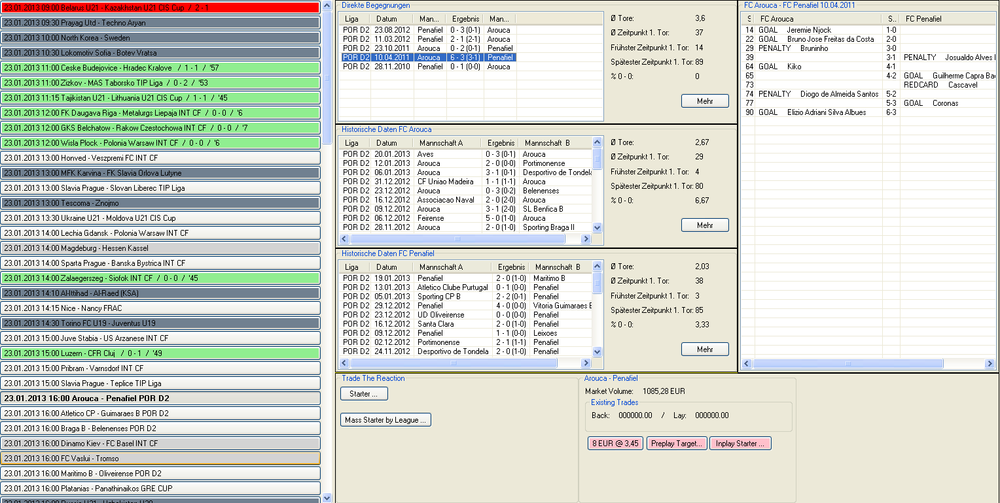 23.01.2013 09:00 Belarus U21 - Kazakhstan U21 CIS Cup / 2 - 1
23.01.2013 09:30 Prayag Utd - Techno Aryan
23.01.2013 10:00 North Korea - Sweden
23.01.2013 10:30 Lokomotiv Sofia - Botev Vratsa
23.01.2013 11:00 Ceske Budejovice - Hradec Kralove / 1 - 1 / '57
23.01.2013 11:00 Zizkov - MAS Taborsko TIP Liga / 0 - 2 / '53
23.01.2013 11:15 Tajikistan U21 - Lithuania U21 CIS Cup / 1 - 1 / '45
23.01.2013 12:00 FK Daugava Riga - Metalurgs Liepaja INT CF / 0 - 0 / '6
23.01.2013 12:00 GKS Belchatow - Rakow Czestochowa INT CF / 0 - 0 / '7
23.01.2013 12:00 Wisla Plock - Polonia Warsaw INT CF / 0 - 0 / '6
23.01.2013 13:00 Honved - Veszpremi FC INT CF
23.01.2013 13:00 MFK Karvina - FK Slavia Orlova Lutyne
23.01.2013 13:00 Slavia Prague - Slovan Liberec TIP Liga
23.01.2013 13:00 Tescoma - Znojmo
23.01.2013 13:30 Ukraine U21 - Moldova U21 CIS Cup
23.01.2013 14:00 Lechia Gdansk - Polonia Warsaw INT CF
23.01.2013 14:00 Magdeburg - Hessen Kassel
23.01.2013 14:00 Sparta Prague - Banska Bystrica INT CF
23.01.2013 14:00 Zalaegerszeg - Siofok INT CF / 0 - 0 / '45
23.01.2013 14:10 Al-Ittihad - Al-Raed (KSA)
23.01.2013 14:15 Nice - Nancy FRAC
23.01.2013 14:30 Torino FC U19 - Juventus U19
23.01.2013 15:00 Juve Stabia - US Arzanese INT CF
23.01.2013 15:00 Luzern - CFR Cluj / 0 - 1 / '49
23.01.2013 15:00 Pribram - Varnsdorf INT CF
23.01.2013 15:00 Slavia Prague - Teplice TIP Liga
23.01.2013 16:00 Arouca - Penafiel POR D2
23.01.2013 16:00 Atletico CP - Guimaraes B POR D2
23.01.2013 16:00 Braga B - Belenenses POR D2
23.01.2013 16:00 Dinamo Kiev - FC Basel INT CF
23.01.2013 16:00 FC Vaslui - Tromso
23.01.2013 16:00 Maritimo B - Oliveirense POR D2
23.01.2013 16:00 Platanias - Panathinaikos GRE CUP
Direkte Begegnungen
Liga Datum Man... Ergebnis Man...
POR D2 23.08.2012 Penafiel 0 - 3 (0-1) Arouca
POR D2 11.03.2012 Penafiel 2 - 1 (2-1) Arouca
POR D2 23.10.2011 Arouca 0 - 2 (0-1) Penafiel
POR D2 10.04.2011 Arouca 6 - 3 (3-1) Penafiel
POR D2 28.11.2010 Penafiel 0 - 1 (0-0) Arouca
Ø Tore: 3,6
Ø Zeitpunkt 1. Tor: 37
Frühster Zeitpunkt 1. Tor: 14
Spätester Zeitpunkt 1. Tor: 89
% 0 - 0: 0
Mehr
Historische Daten FC Arouca
Liga Datum Mannschaft A Ergebnis Mannschaft B
POR D2 20.01.2013 Aves 0 - 3 (0-1) Arouca
POR D2 12.01.2013 Arouca 2 - 0 (0-0) Portimonense
POR D2 06.01.2013 Arouca 3 - 1 (0-1) Desportivo de Tondela
POR D2 31.12.2012 CF Uniao Madeira 1 - 1 (1-1) Arouca
POR D2 23.12.2012 Arouca 0 - 3 (0-2) Belenenses
POR D2 16.12.2012 Associacao Naval 2 - 0 (2-0) Arouca
POR D2 09.12.2012 Arouca 3 - 1 (2-0) SL Benfica B
POR D2 06.12.2012 Feirense 5 - 0 (1-0) Arouca
POR D2 28.11.2012 Arouca 2 - 0 (1-0) Sporting Braga II
Ø Tore: 2,67
Ø Zeitpunkt 1. Tor: 29
Frühster Zeitpunkt 1. Tor: 4
Spätester Zeitpunkt 1. Tor: 80
% 0 - 0: 6,67
Mehr
Historische Daten FC Penafiel
Liga Datum Mannschaft A Ergebnis Mannschaft B
POR D2 19.01.2013 Penafiel 2 - 0 (1-0) Maritimo B
POR D2 13.01.2013 Atletico Clube Purtugal 0 - 1 (0-0) Penafiel
POR D2 05.01.2013 Sporting CP B 2 - 2 (0-1) Penafiel
POR D2 29.12.2012 Penafiel 4 - 0 (0-0) Vitoria Guimaraes B
POR D2 23.12.2012 UD Oliveirense 0 - 0 (0-0) Penafiel
POR D2 16.12.2012 Santa Clara 2 - 0 (1-0) Penafiel
POR D2 09.12.2012 Penafiel 1 - 1 (0-0) Leixoes
POR D2 02.12.2012 Portimonense 2 - 1 (1-1) Penafiel
POR D2 24.11.2012 Desportivo de Tondela 2 - 0 (1-0) Penafiel
Ø Tore: 2,03
Ø Zeitpunkt 1. Tor: 38
Frühster Zeitpunkt 1. Tor: 3
Spätester Zeitpunkt 1. Tor: 85
% 0 - 0: 3,33
Mehr
FC Arouca - FC Penafiel 10.04.2011
S FC Arouca S.. FC Penafiel
14 GOAL Jeremie Njock 1-0
22 GOAL Bruno Jose Freitas da Costa 2-0
29 PENALTY Bruninho 3-0
39 3-1 PENALTY Josualdo Alves
64 GOAL Kiko 4-1
65 4-2 GOAL Guilherme Capra
73 REDCARD Cascavel
74 PENALTY Diogo de Almeida Santos 5-2
77 5-3 GOAL Coronas
90 GOAL Elizio Adriani Silva Albues 6-3
Trade The Reaction
Starter ...
Mass Starter by League ...
Arouca - Penafiel
Market Volume: 1085,28 EUR
Existing Trades
Back: 000000.00 / Lay: 000000.00
8 EUR @ 3,45 Preplay Target... Inplay Starter ...